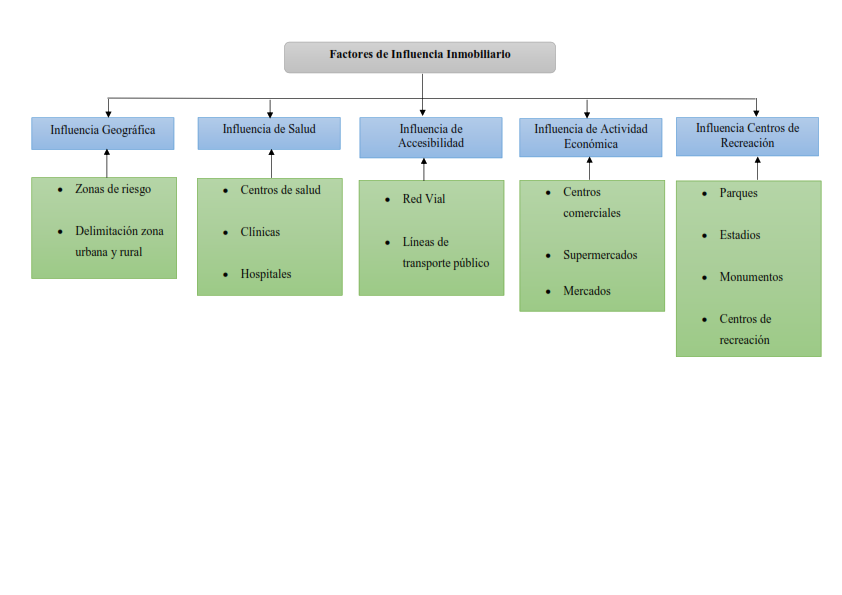 Factores de Influencia Inmobiliario
Influencia Geográfica
Zonas de riesgo
Delimitación zona
urbana y rural
Influencia de Salud
Centros de salud
Clínicas
Hospitales
Influencia de
Accesibilidad
Red Vial
Líneas de
transporte público
Influencia de Actividad
Económica
Centros
comerciales
Supermercados
Mercados
Influencia Centros de
Recreación
Parques
Estadios
Monumentos
Centros de
recreación